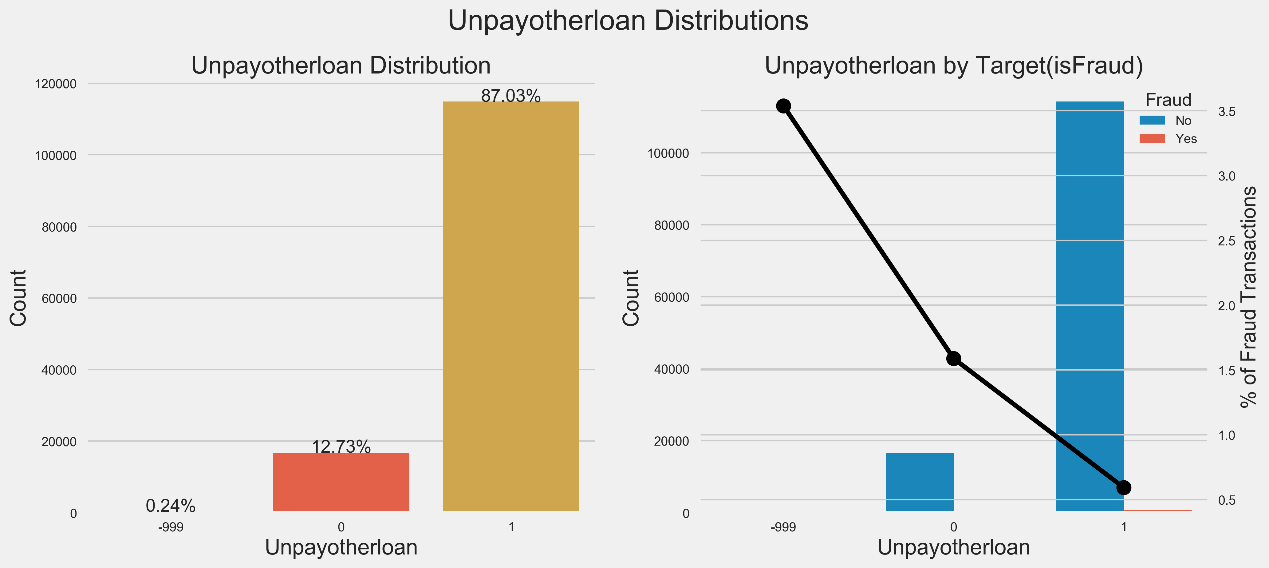 Unpayotherloan Distributions
Unpayotherloan Distribution
120000
100000
80000
60000
40000
20000
0
Count
0.24%
12.73%
87.03%
-999
0
1
Unpayotherloan
Unpayotherloan by Target(isFraud)
Fraud
No
Yes
100000
80000
60000
40000
20000
0
Count
3.5
3.0
2.5
2.0
1.5
1.0
0.5
% of Fraud Transactions
-999
0
1
Unpayotherloan